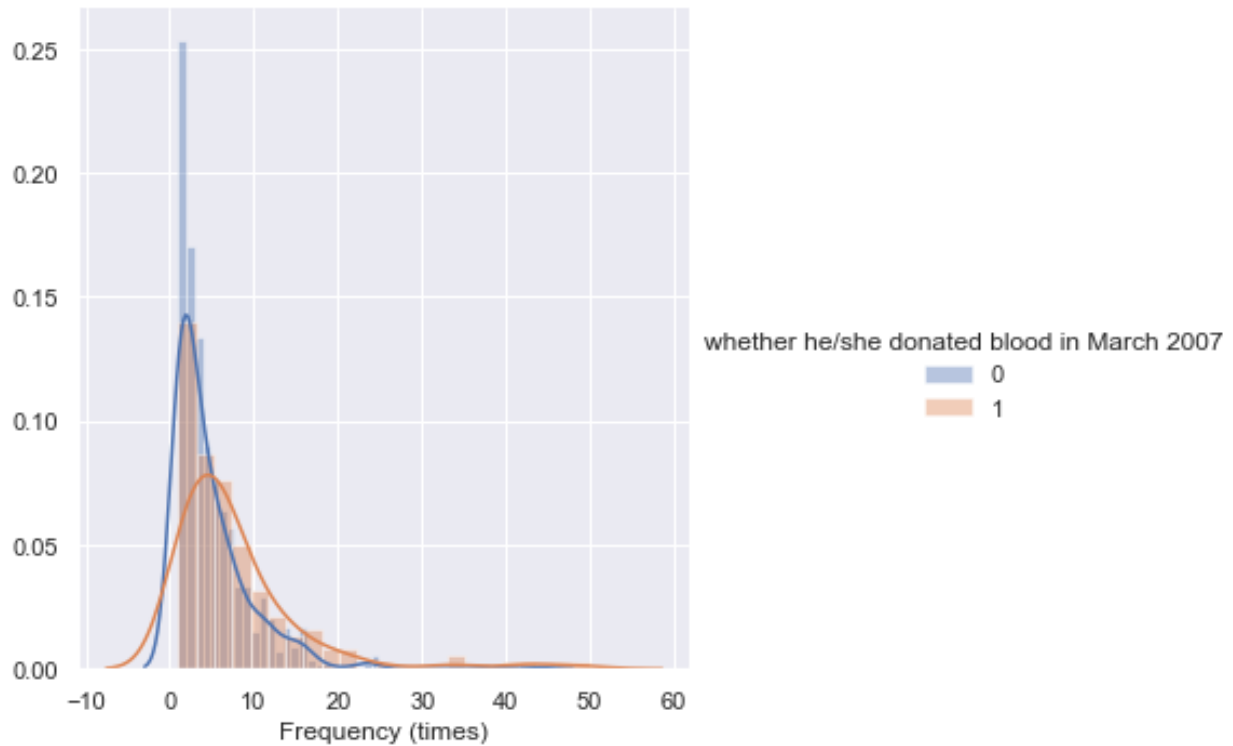 0.25
0.20
0.15
0.10
0.05
0.00
−10 0 10 20 30 40 50 60
Frequency (times)
whether he/she donated blood in March 2007
0
1